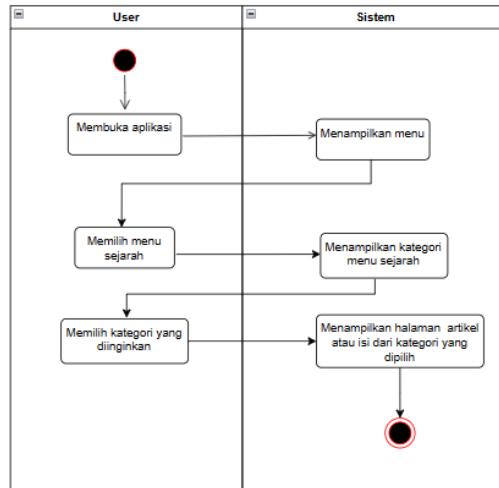 User
Sistem
Membuka aplikasi
Menampilkan menu
Memilih menu
sejarah
Menampilkan kategori
menu sejarah
Memilih kategori yang
diinginkan
Menampilkan halaman artikel
atau isi dari kategori yang
dipilih